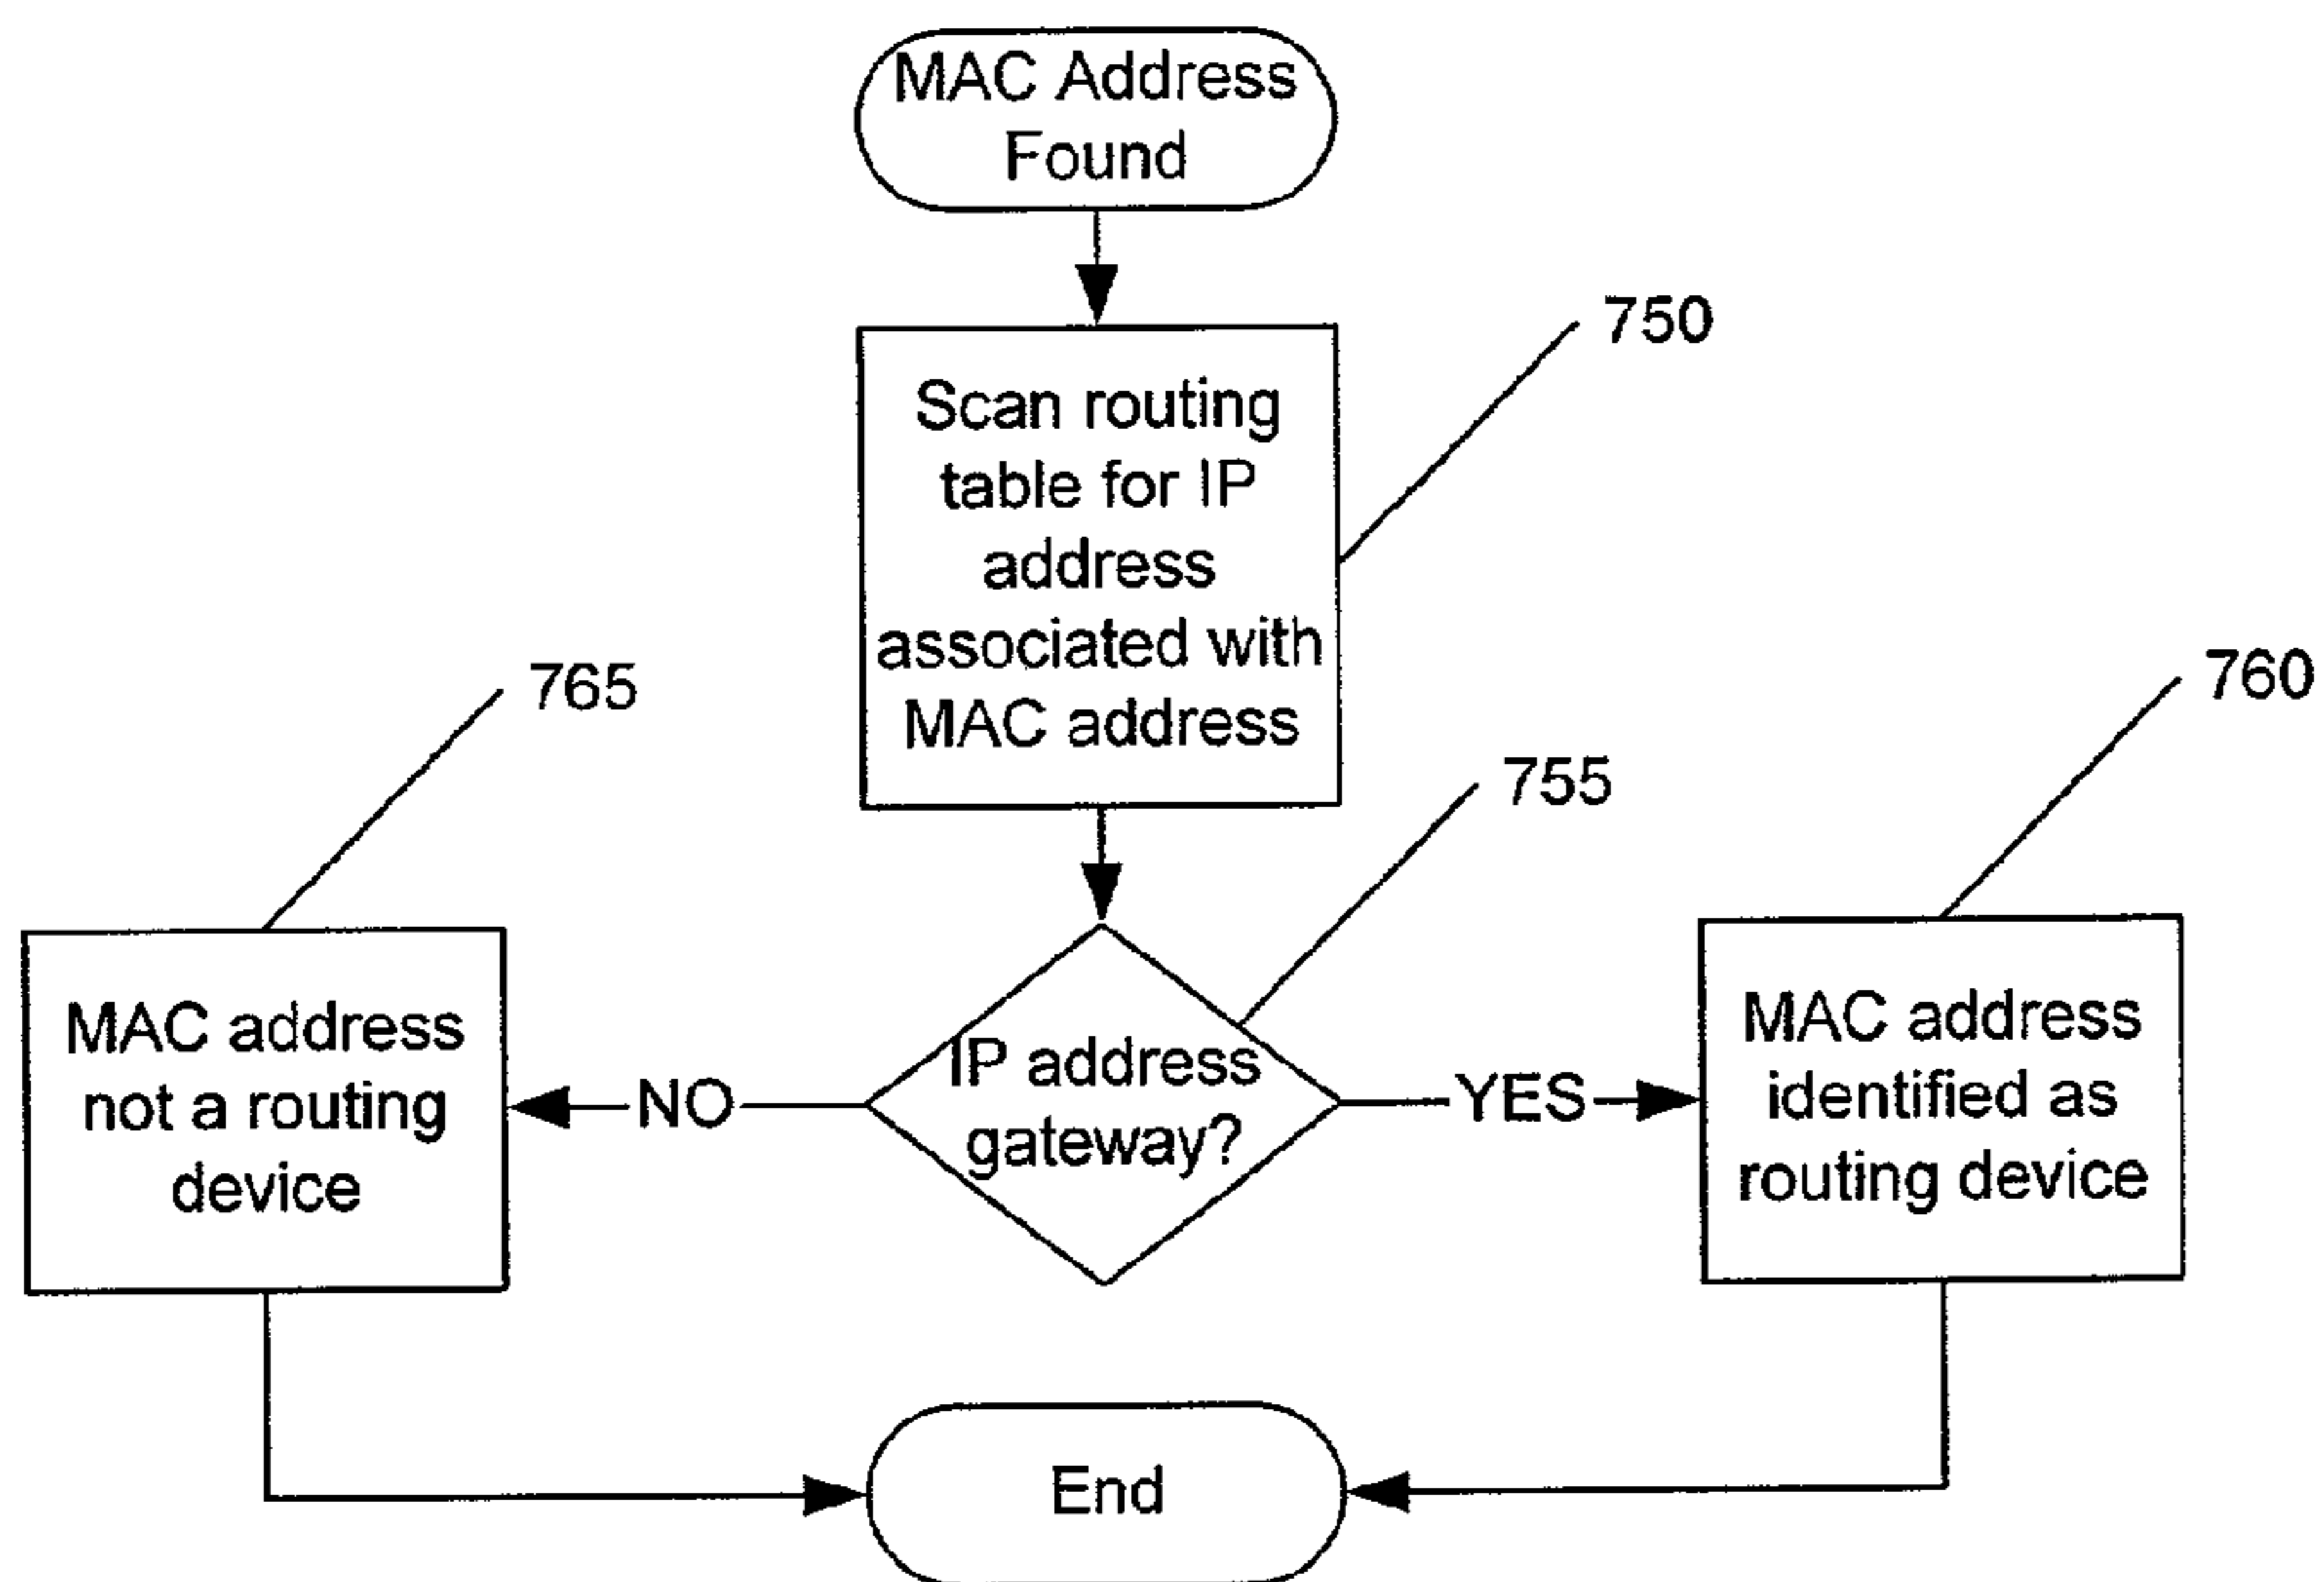 MAC Address
Found
750
Scan routing
table for IP
address
associated with
MAC address
765
760
755
MAC address
not a routing
device
NO
IP address
gateway?
YES
MAC address
identified as
routing device
End